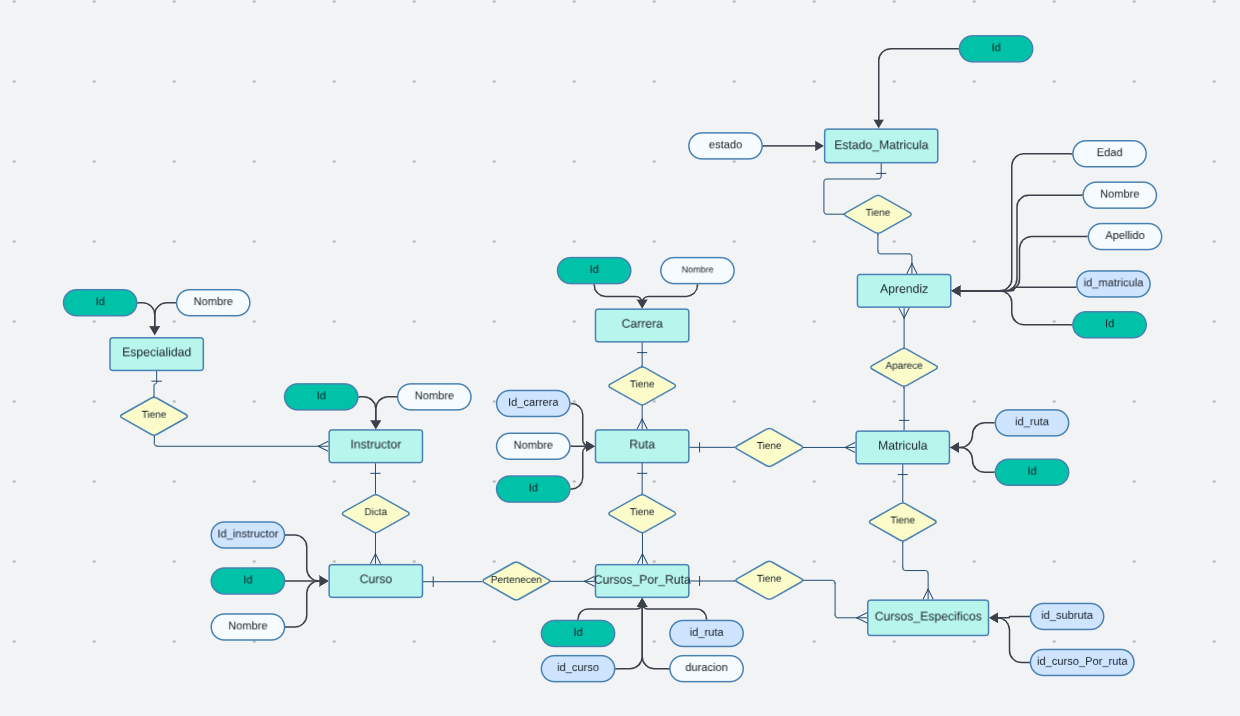 Id
estado
Estado_Matricula
Edad
Nombre
Tiene
Apellido
Id
Nombre
id_matricula
Aprendiz
Id
Nombre
Carrera
Id
Especialidad
Aparece
Id
Nombre
Tiene
Id_carrera
Tiene
id_ruta
Instructor
Nombre
Ruta
Tiene
Matricula
Id
Id
Dicta
Tiene
Tiene
Id_instructor
Id
Curso
Pertenecen
Cursos_Por_Ruta
Tiene
Nombre
Cursos_Especificos
id_subruta
Id
id_ruta
id_curso
duracion
id_curso_Por_ruta